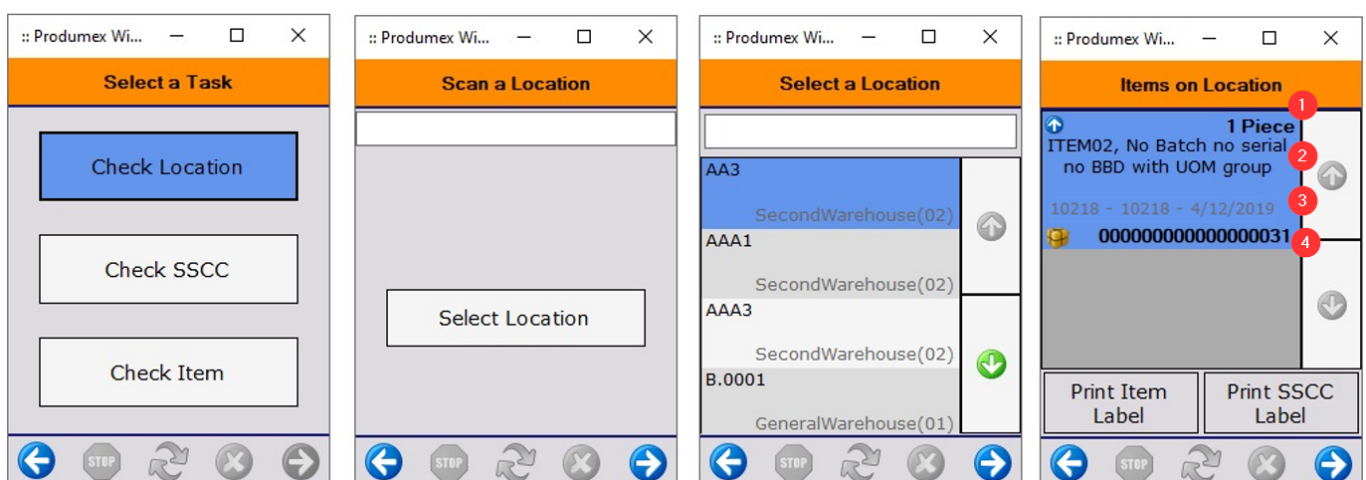 :: Produmex Wi...
Select a Task
Check Location
Check SSCC
Check Item
STOP
:: Produmex Wi...
Scan a Location
Select Location
STOP
:: Produmex Wi...
Select a Location
AA3
SecondWarehouse(02)
AAA1
SecondWarehouse(02)
AAA3
SecondWarehouse(02)
B.0001
GeneralWarehouse(01)
STOP
:: Produmex Wi...
Items on Location
1
1 Piece
ITEM02, No Batch no serial
2
no BBD with UOM group
3
10218 - 10218 - 4/12/2019
000000000000000031
4
Print Item
Label
Print SSCC
Label
STOP